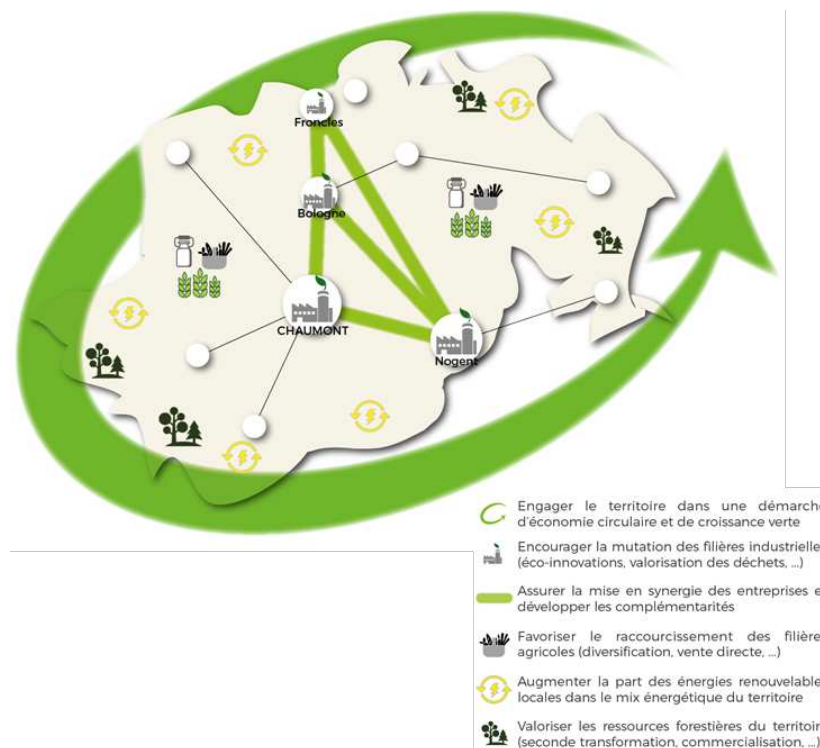 Froncles
Bologne
CHAUMONT
Nogent
Engager le territoire dans une démarche
d'économie circulaire et de croissance verte
Encourager la mutation des filières industrielle
(éco-innovations, valorisation des déchets, ...)
Assurer la mise en synergie des entreprises e
développer les complémentarités
Favoriser le raccourcissement des filière
agricoles (diversification, vente directe, ...)
Augmenter la part des énergies renouvelable
locales dans le mix énergétique du territoire
Valoriser les ressources forestières du territoir
(seconde transformation, commercialisation, ...)